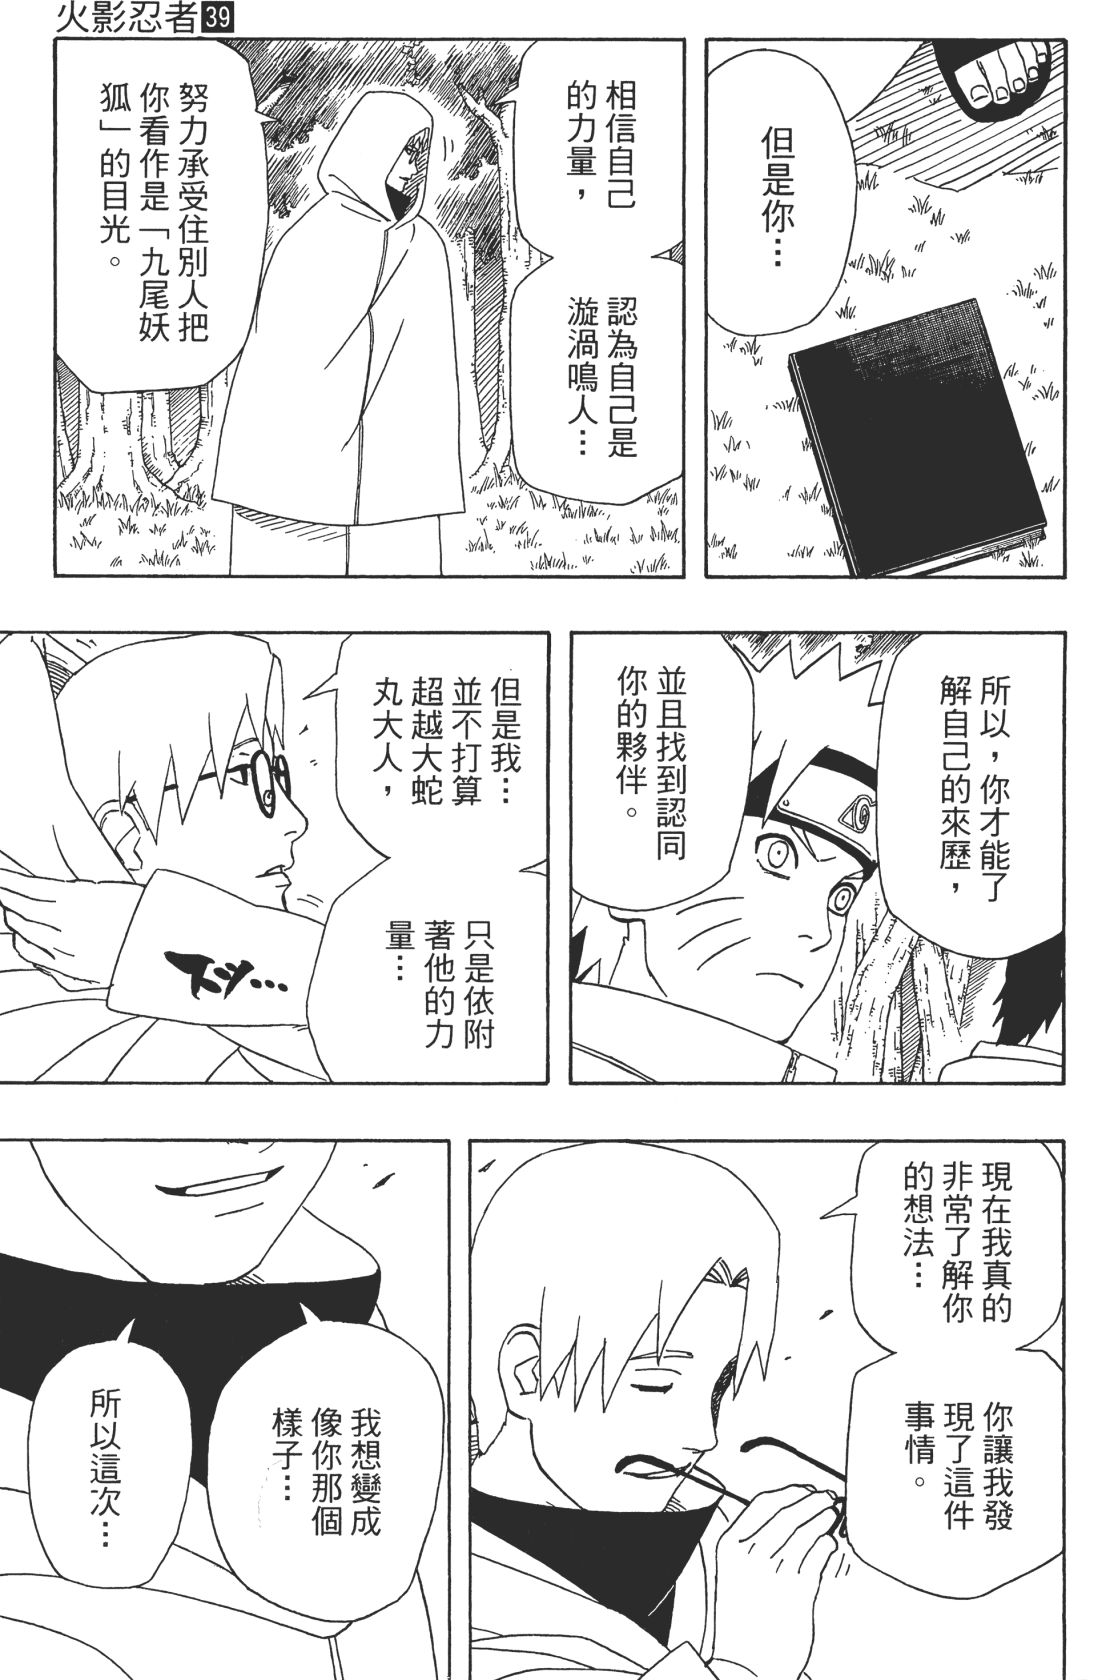 火影忍者39
但是你…
相信自己
的力量，
認為自己是
漩渦鳴人…
努力承受住別人把
你看作是「九尾妖
狐」的目光。
所以，你才能了
解自己的來歷，
並且找到認同
你的夥伴。
但是我…
並不打算
超越大蛇
丸大人，
只是依附
著他的力
量…
ズッ…
現在我真的
非常了解你
的想法…
你讓我發
現了這件
事情。
我想變成
像你那個
樣子…
所以這次…